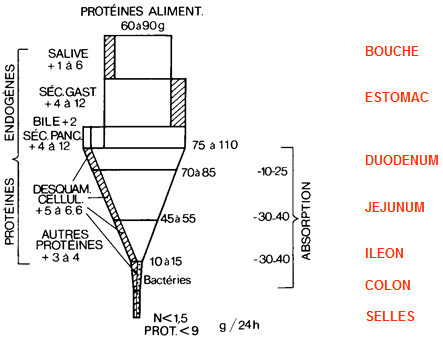 PROTÉINES ALIMENT.
60 à 90 g
SALIVE
+ 1 à 6
BOUCHE
SÉC. GAST.
+ 4 à 12
ESTOMAC
ENDOGÈNES
BILE + 2
SÉC. PANC.
+ 4 à 12
75 à 110
DUODENUM
70 à 85
-10-25
DESQUAM.
CELLUL.
+ 5 à 6.6
JEJUNUM
45 à 55
-30-40
PROTÉINES
AUTRES
PROTÉINES
+ 3 à 4
ABSORPTION
10 à 15
-30-40
ILEON
Bactéries
COLON
N < 1,5
PROT. < 9
g / 24 h
SELLES